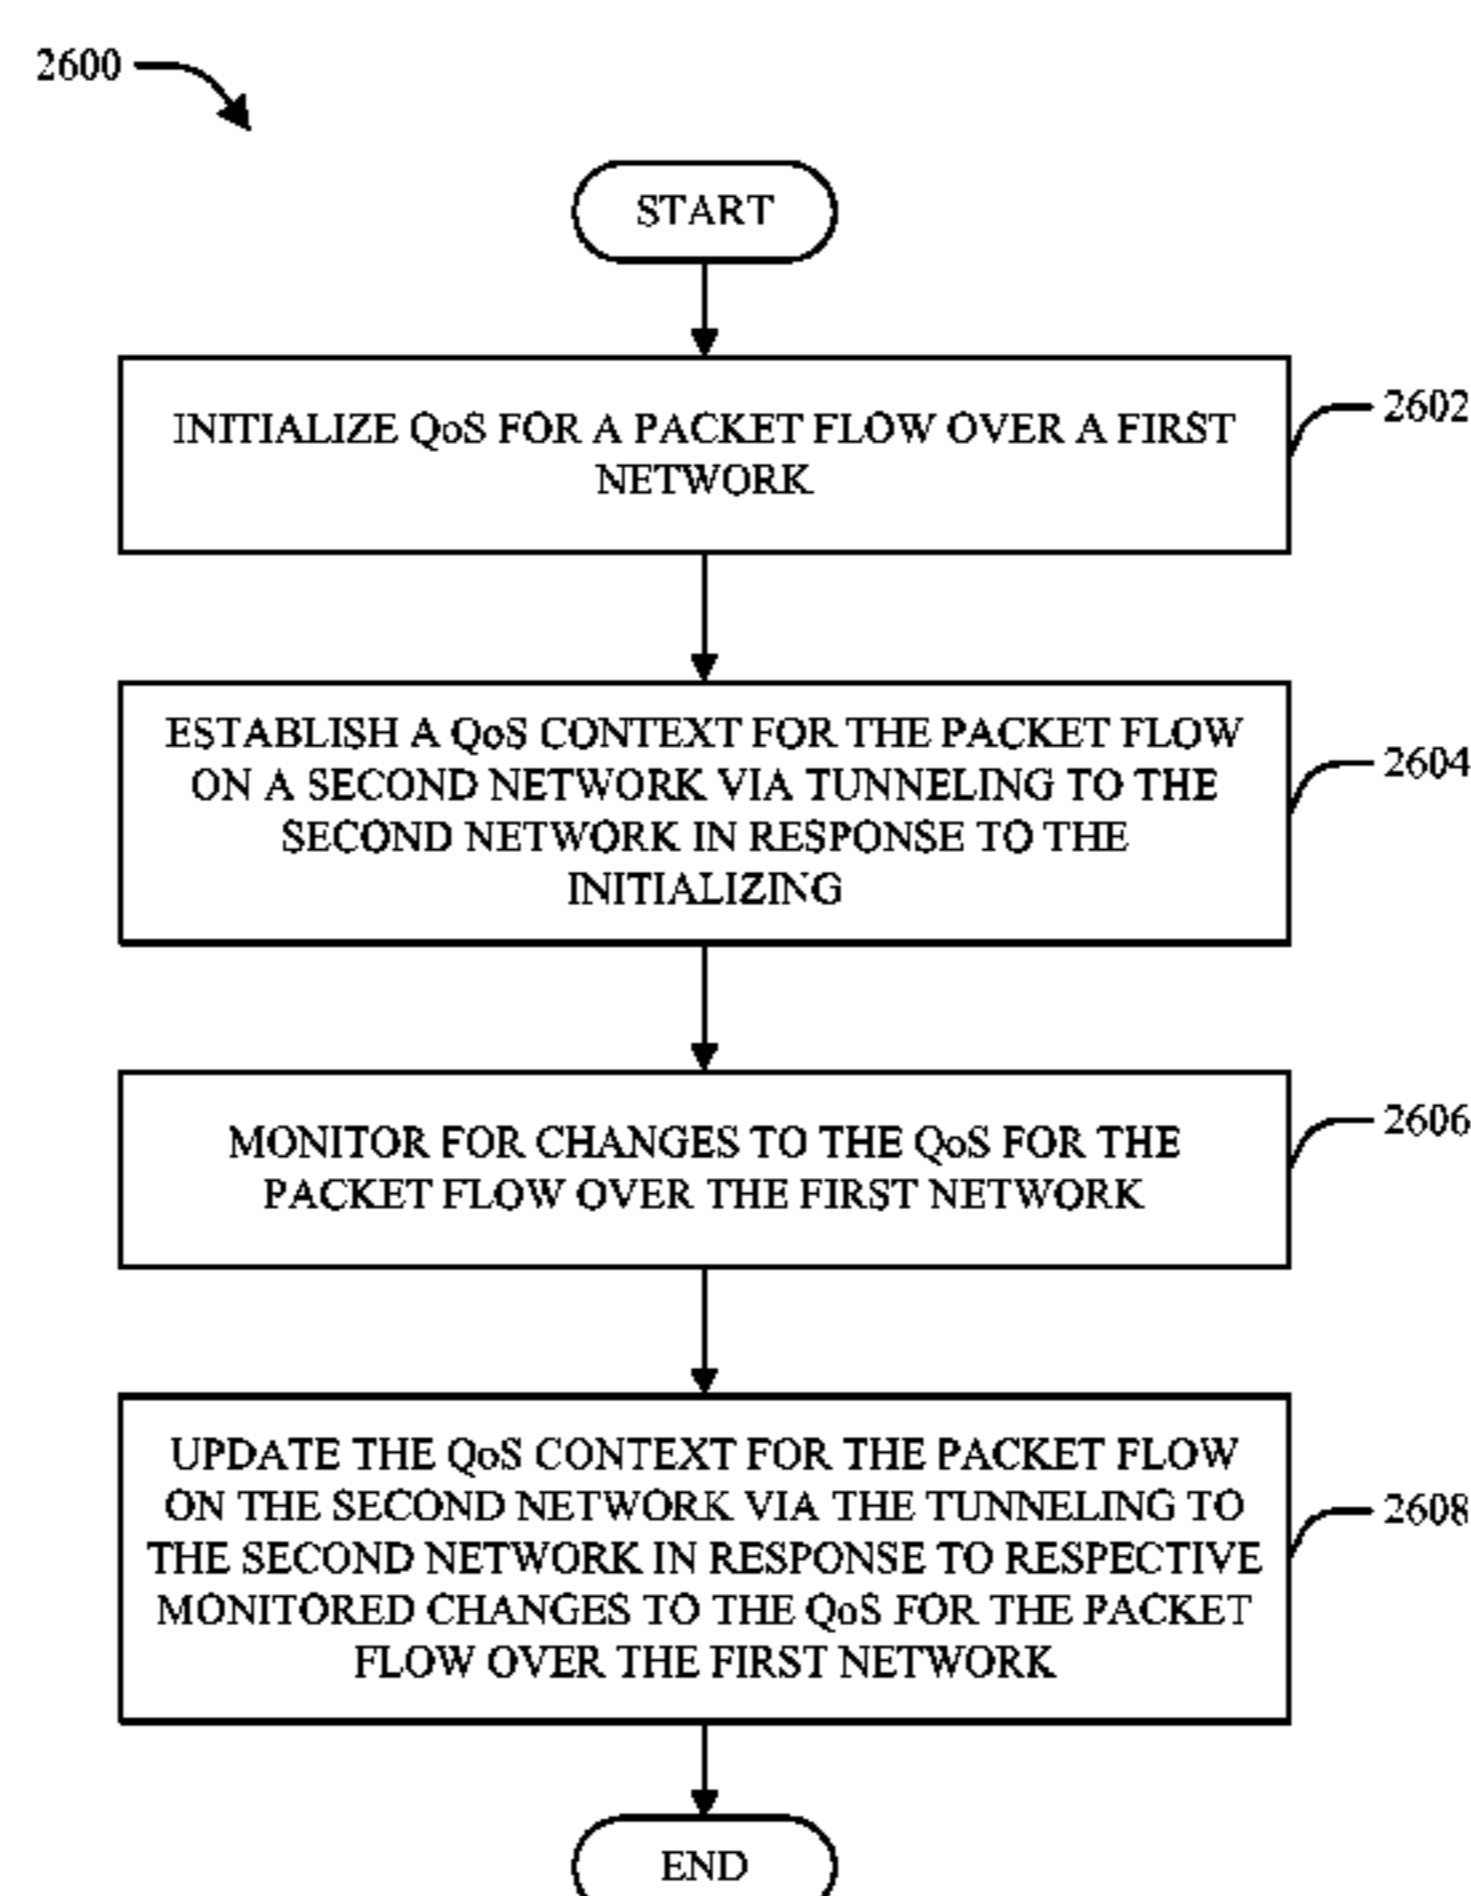 2600
START
INITIALIZE QoS FOR A PACKET FLOW OVER A FIRST
NETWORK
2602
ESTABLISH A QoS CONTEXT FOR THE PACKET FLOW
ON A SECOND NETWORK VIA TUNNELING TO THE
SECOND NETWORK IN RESPONSE TO THE
INITIALIZING
2604
MONITOR FOR CHANGES TO THE QoS FOR THE
PACKET FLOW OVER THE FIRST NETWORK
2606
UPDATE THE QoS CONTEXT FOR THE PACKET FLOW
ON THE SECOND NETWORK VIA THE TUNNELING TO
THE SECOND NETWORK IN RESPONSE TO RESPECTIVE
MONITORED CHANGES TO THE QoS FOR THE PACKET
FLOW OVER THE FIRST NETWORK
2608
END